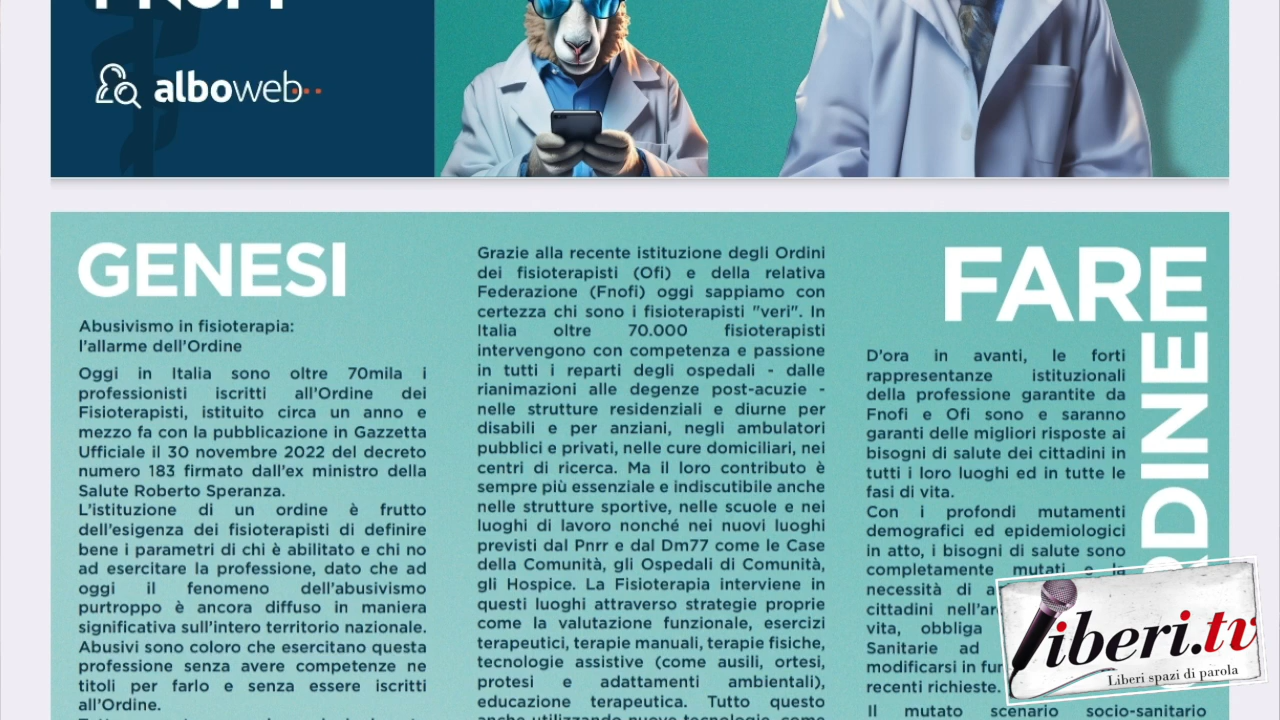 alboweb
GENESI
Abusivismo in fisioterapia:
l'allarme dell'Ordine
Oggi in Italia sono oltre 70mila i
professionisti iscritti all'Ordine dei
Fisioterapisti, istituito circa un anno e
mezzo fa con la pubblicazione in Gazzetta
Ufficiale il 30 novembre 2022 del decreto
numero 183 firmato dall'ex ministro della
Salute Roberto Speranza.
L'istituzione di un ordine è frutto
dell'esigenza dei fisioterapisti di definire
bene i parametri di chi è abilitato e chi no
ad esercitare la professione, dato che ad
oggi il fenomeno dell'abusivismo
purtroppo è ancora diffuso in maniera
significativa sull'intero territorio nazionale.
Abusivi sono coloro che esercitano questa
professione senza avere competenze ne
titoli per farlo e senza essere iscritti
all'Ordine.
Grazie alla recente istituzione degli Ordini
dei fisioterapisti (Ofi) e della relativa
Federazione (Fnofi) oggi sappiamo con
certezza chi sono i fisioterapisti "veri". In
Italia oltre 70.000 fisioterapisti
intervengono con competenza e passione
in tutti i reparti degli ospedali - dalle
rianimazioni alle degenze post-acuzie -
nelle strutture residenziali e diurne per
disabili e per anziani, negli ambulatori
pubblici e privati, nelle cure domiciliari, nei
centri di ricerca. Ma il loro contributo è
sempre più essenziale e indiscutibile anche
nelle strutture sportive, nelle scuole e nei
luoghi di lavoro nonché nei nuovi luoghi
previsti dal Pnrr e dal Dm77 come le Case
della Comunità, gli Ospedali di Comunità,
gli Hospice. La Fisioterapia interviene in
questi luoghi attraverso strategie proprie
come la valutazione funzionale, esercizi
terapeutici, terapie manuali, terapie fisiche,
tecnologie assistive (come ausili, ortesi,
protesi e adattamenti ambientali),
educazione terapeutica. Tutto questo
anche utilizzando nuove tecnologie, come
FARE
D'ora in avanti, le forti
rappresentanze istituzionali
della professione garantite da
Fnofi e Ofi sono e saranno
garanti delle migliori risposte ai
bisogni di salute dei cittadini in
tutti i loro luoghi ed in tutte le
fasi di vita.
Con i profondi mutamenti
demografici ed epidemiologici
in atto, i bisogni di salute sono
completamente mutati e la
necessità di
cittadini
vita, obbliga
Sanitarie ad
modificarsi in
recenti richieste.
Il mutato scenario socio-sanitario
liberi.tv
Liberi spazi di parola